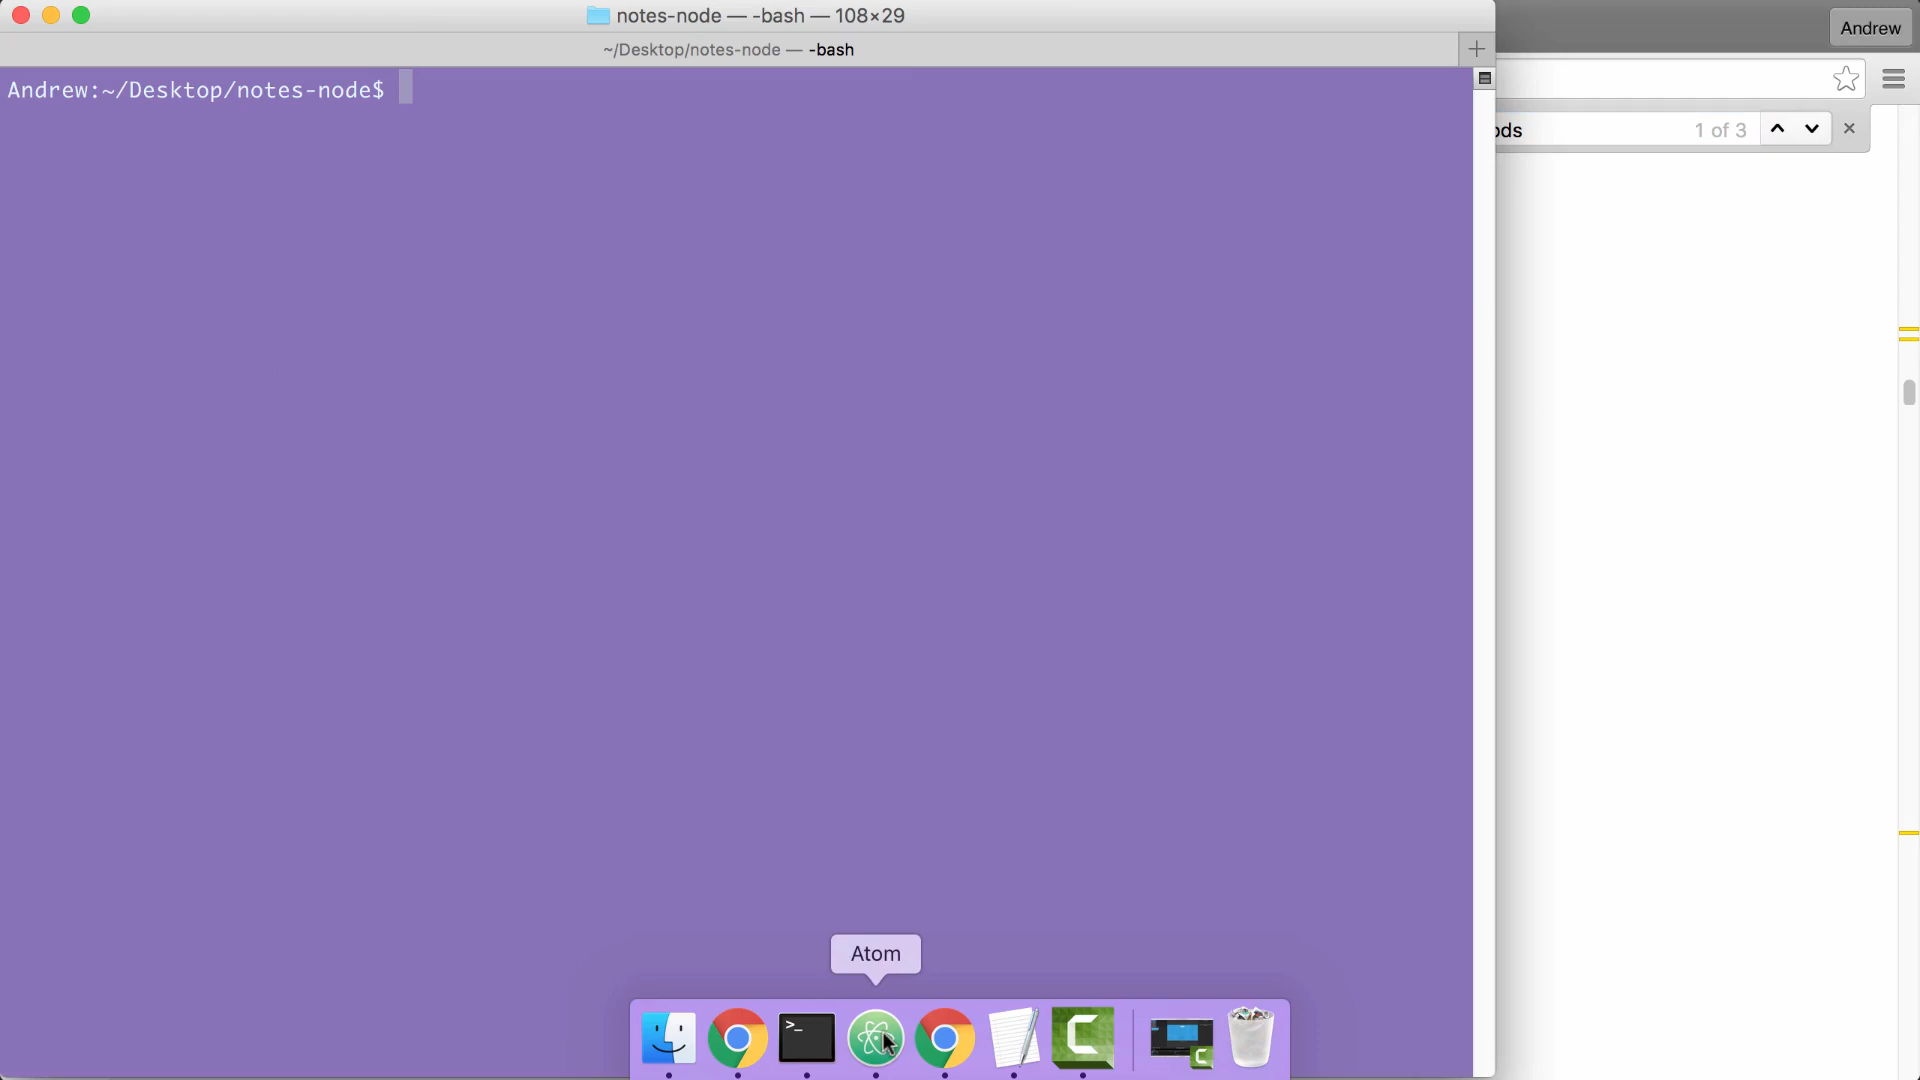 notes-node — -bash — 108×29
Andrew
~/Desktop/notes-node — -bash
Andrew:~/Desktop/notes-node$
ods 1 of 3
Atom
>_